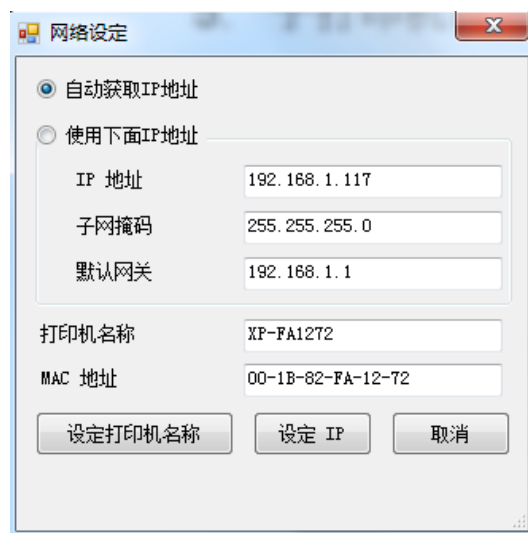 网络设定
自动获取IP地址
使用下面IP地址
IP 地址 192.168.1.117
子网掩码 255.255.255.0
默认网关 192.168.1.1
打印机名称 XP-FA1272
MAC 地址 00-1B-82-FA-12-72
设定打印机名称 设定 IP 取消